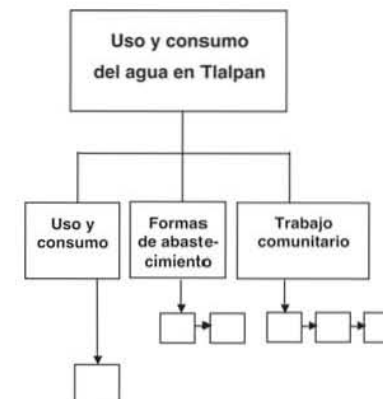 Uso y consumo
del agua en Tlalpan
Uso y
consumo
Formas
de abaste-
cimiento
Trabajo
comunitario